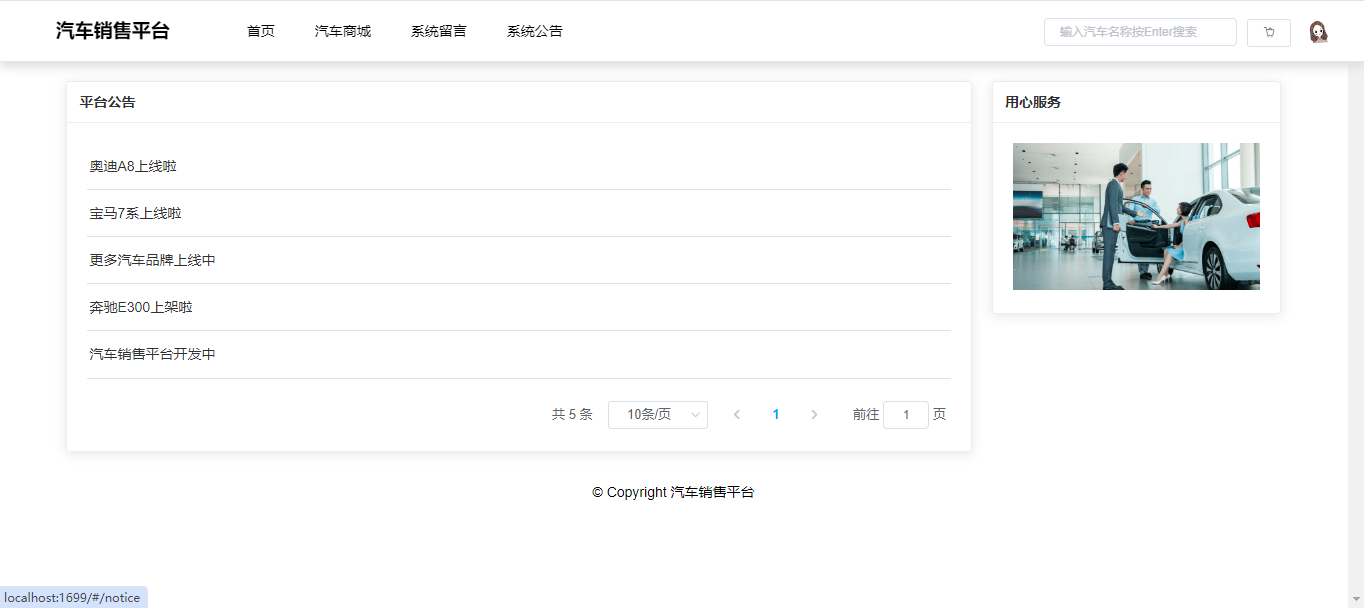 汽车销售平台 首页 汽车商城 系统留言 系统公告 输入汽车名称按Enter搜索
平台公告
奥迪A8上线啦
宝马7系上线啦
更多汽车品牌上线中
奔驰E300上架啦
汽车销售平台开发中
共 5 条 10条/页 1 前往 1 页
用心服务
© Copyright 汽车销售平台
localhost:1699/#/notice